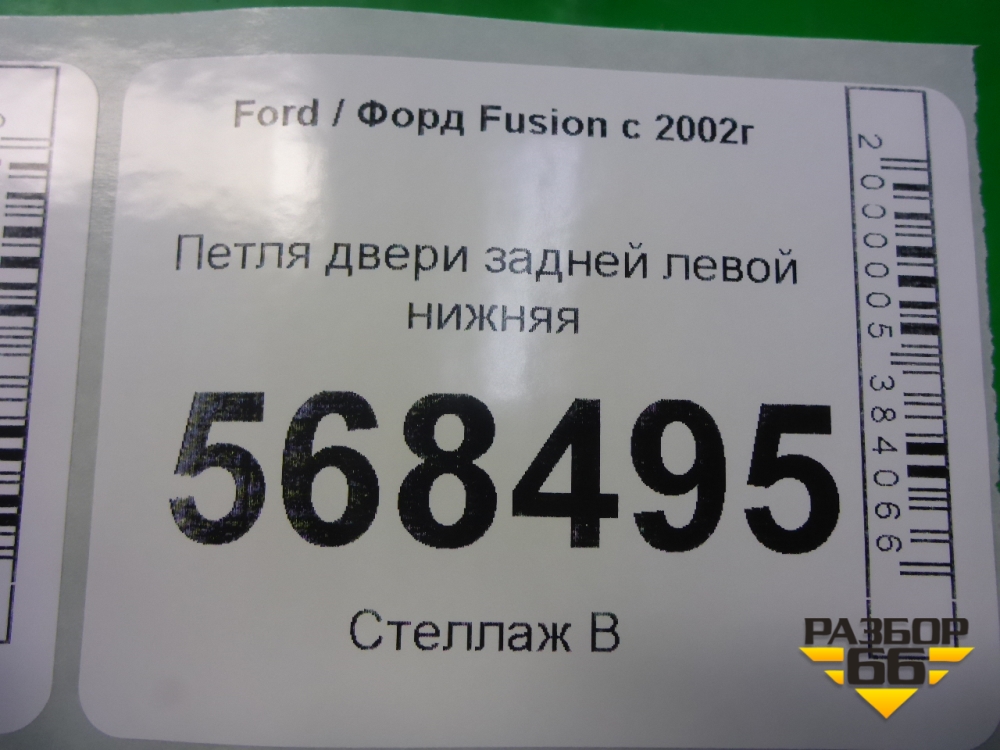 Ford / Форд Fusion с 2002г
Петля двери задней левой
нижняя
568495
Стеллаж В
2000005384066
РАЗБОР
66